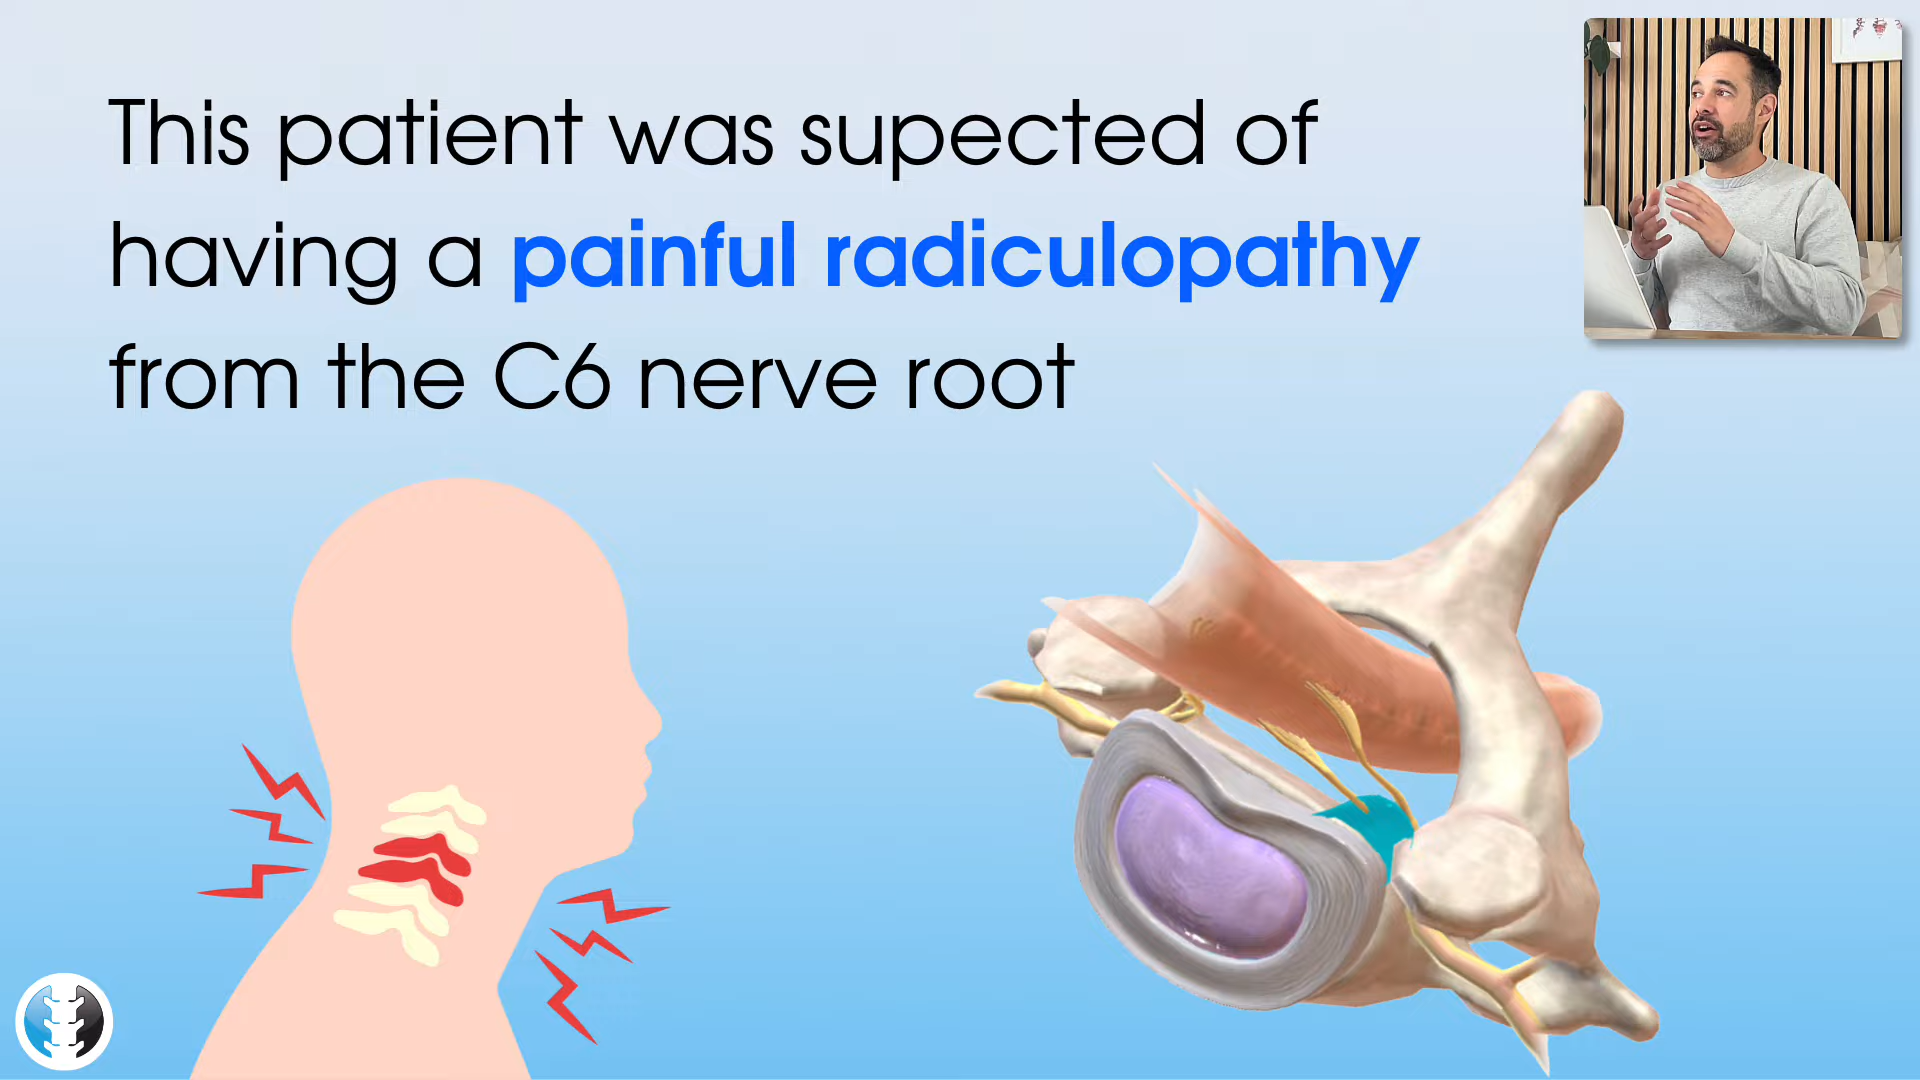 This patient was supected of
having a painful radiculopathy
from the C6 nerve root